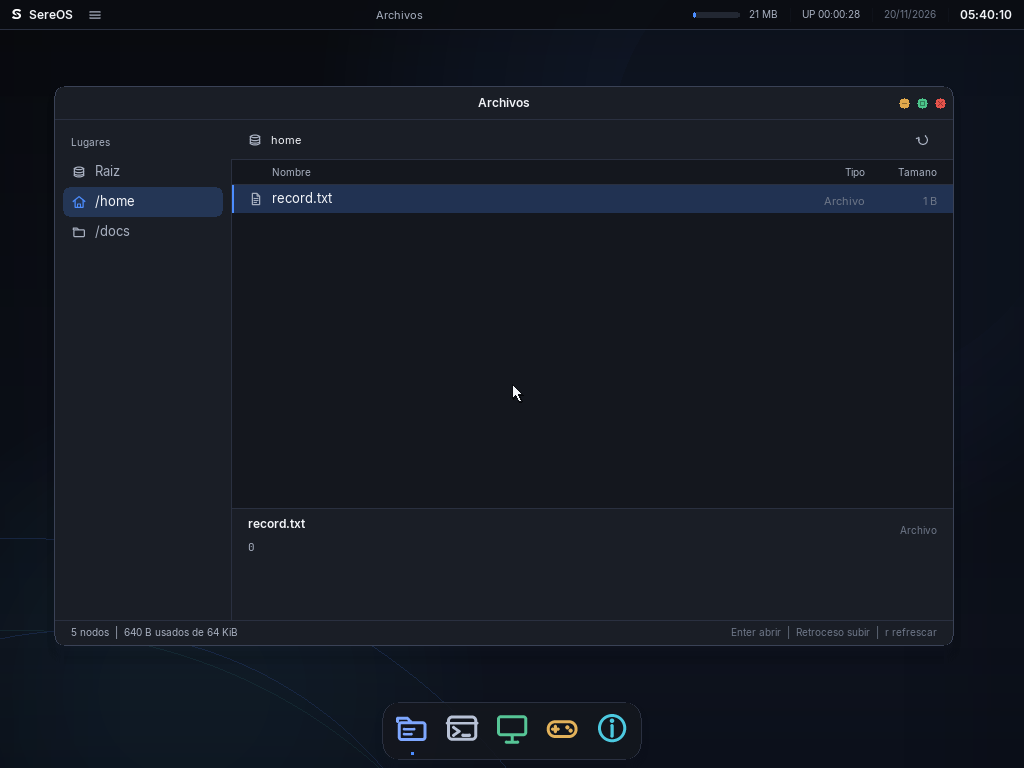 SereOS
Archivos
21 MB
UP 00:00:28
20/11/2026
05:40:10
Archivos
Lugares
Raiz
/home
/docs
home
Nombre Tipo Tamano
record.txt Archivo 1 B
record.txt
Archivo
0
5 nodos | 640 B usados de 64 KiB
Enter abrir | Retroceso subir | r refrescar